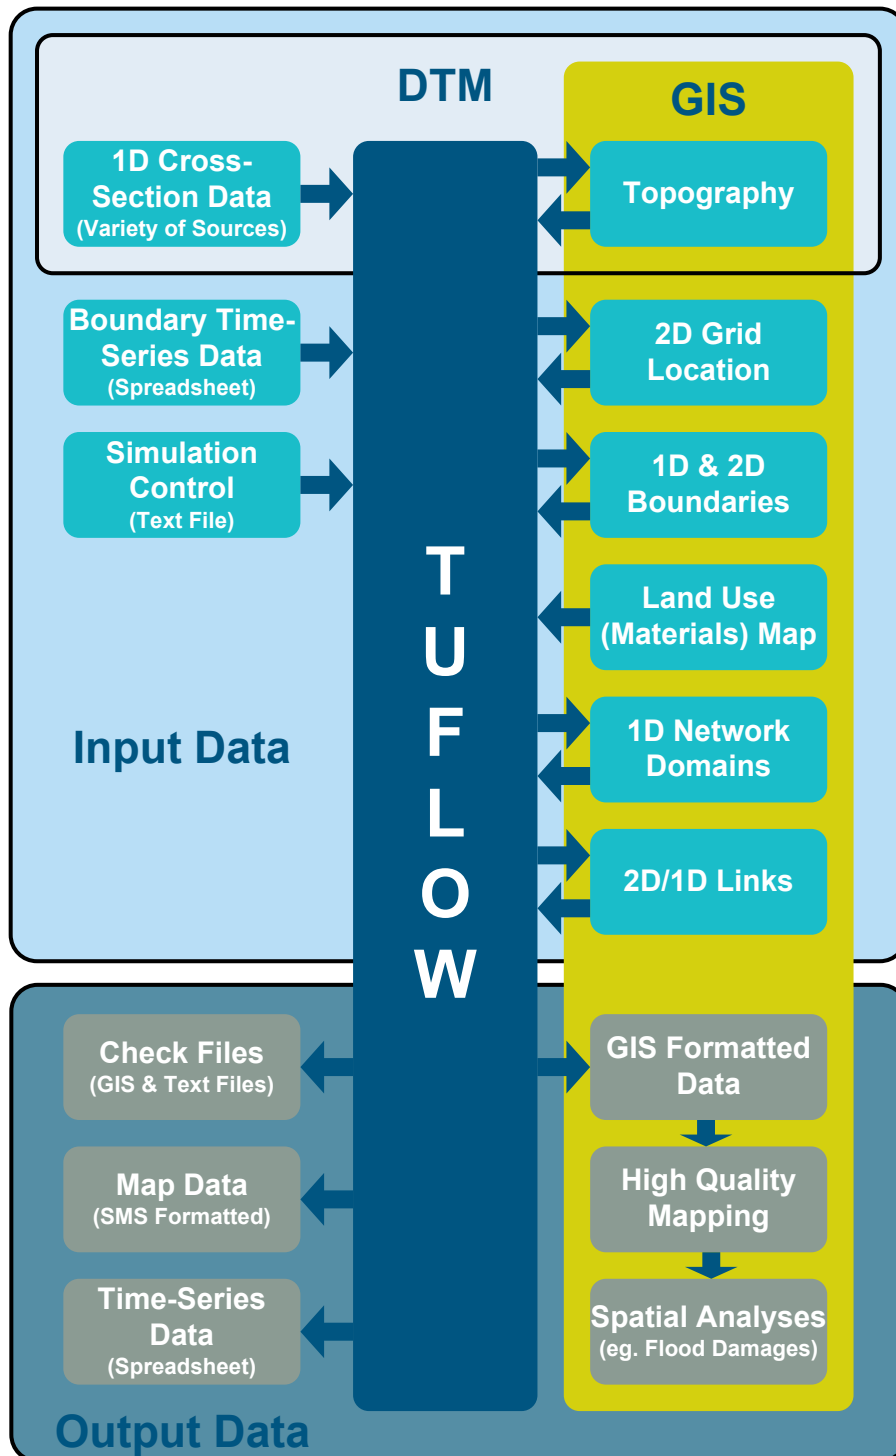 DTM
GIS
1D Cross-
Section Data
(Variety of Sources)
Topography
Boundary Time-
Series Data
(Spreadsheet)
2D Grid
Location
Simulation
Control
(Text File)
1D & 2D
Boundaries
Land Use
(Materials) Map
Input Data
1D Network
Domains
2D/1D Links
T
U
F
L
O
W
Check Files
(GIS & Text Files)
GIS Formatted
Data
Map Data
(SMS Formatted)
High Quality
Mapping
Time-Series
Data
(Spreadsheet)
Spatial Analyses
(eg. Flood Damages)
Output Data